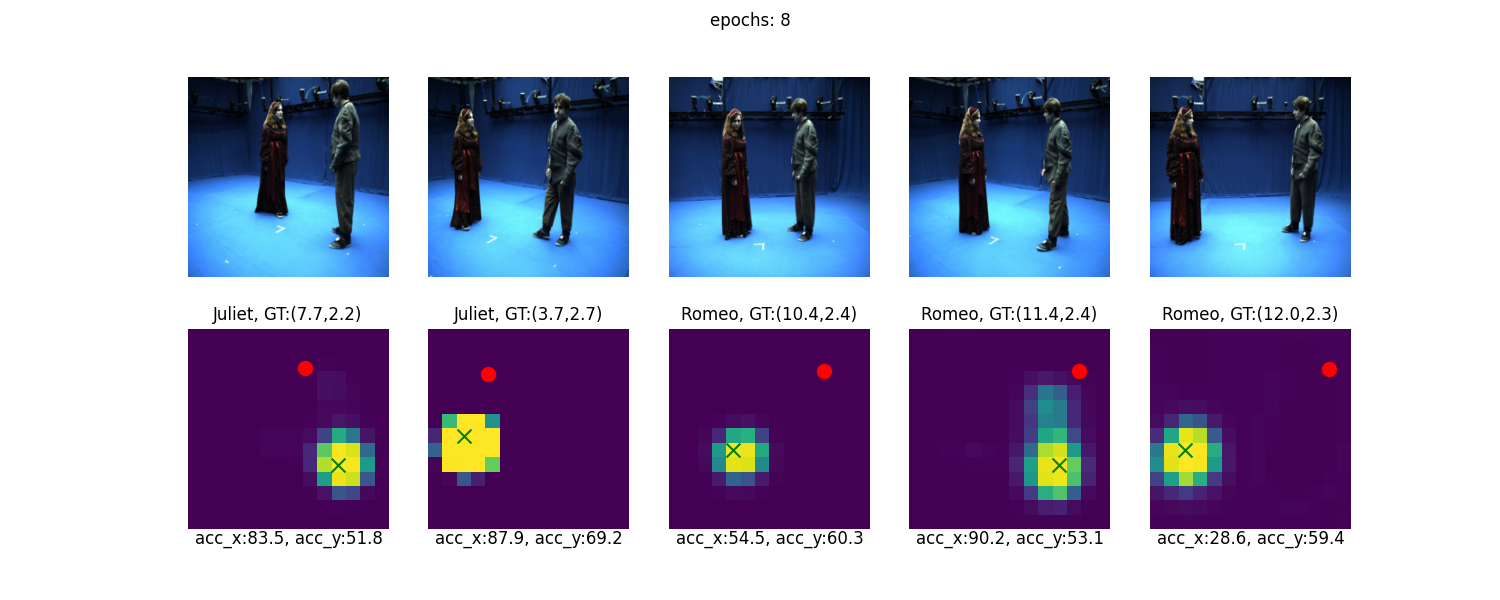 epochs: 8
Juliet, GT:(7.7,2.2)
Juliet, GT:(3.7,2.7)
Romeo, GT:(10.4,2.4)
Romeo, GT:(11.4,2.4)
Romeo, GT:(12.0,2.3)
acc_x:83.5, acc_y:51.8
acc_x:87.9, acc_y:69.2
acc_x:54.5, acc_y:60.3
acc_x:90.2, acc_y:53.1
acc_x:28.6, acc_y:59.4